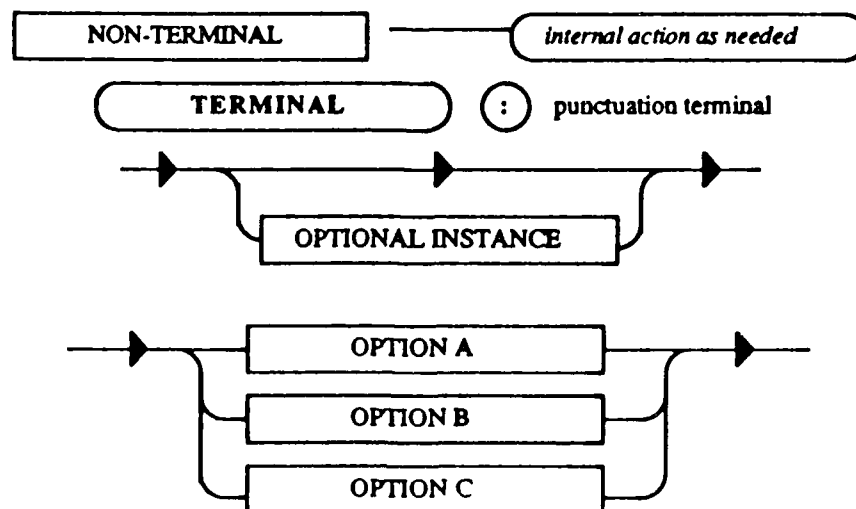 NON-TERMINAL internal action as needed
TERMINAL : punctuation terminal
OPTIONAL INSTANCE
OPTION A
OPTION B
OPTION C